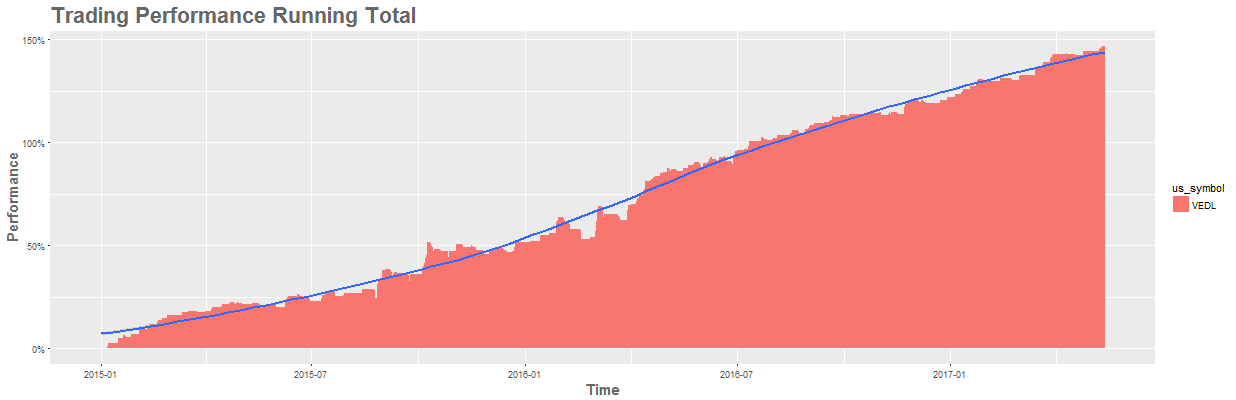 Trading Performance Running Total
150%
100%
50%
0%
Performance
2015-01 2015-07 2016-01 2016-07 2017-01
Time
us_symbol
VEDL